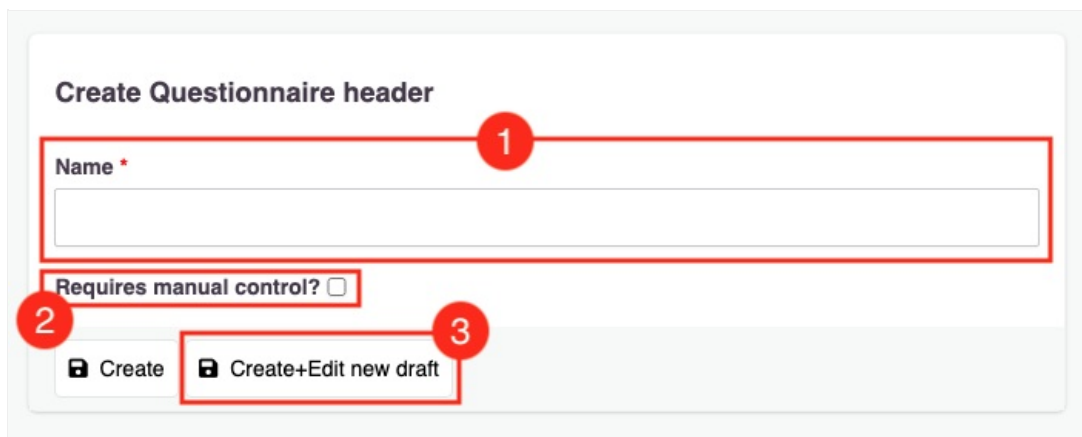 Create Questionnaire header
1
Name *
Requires manual control?
2
3
Create Create+Edit new draft